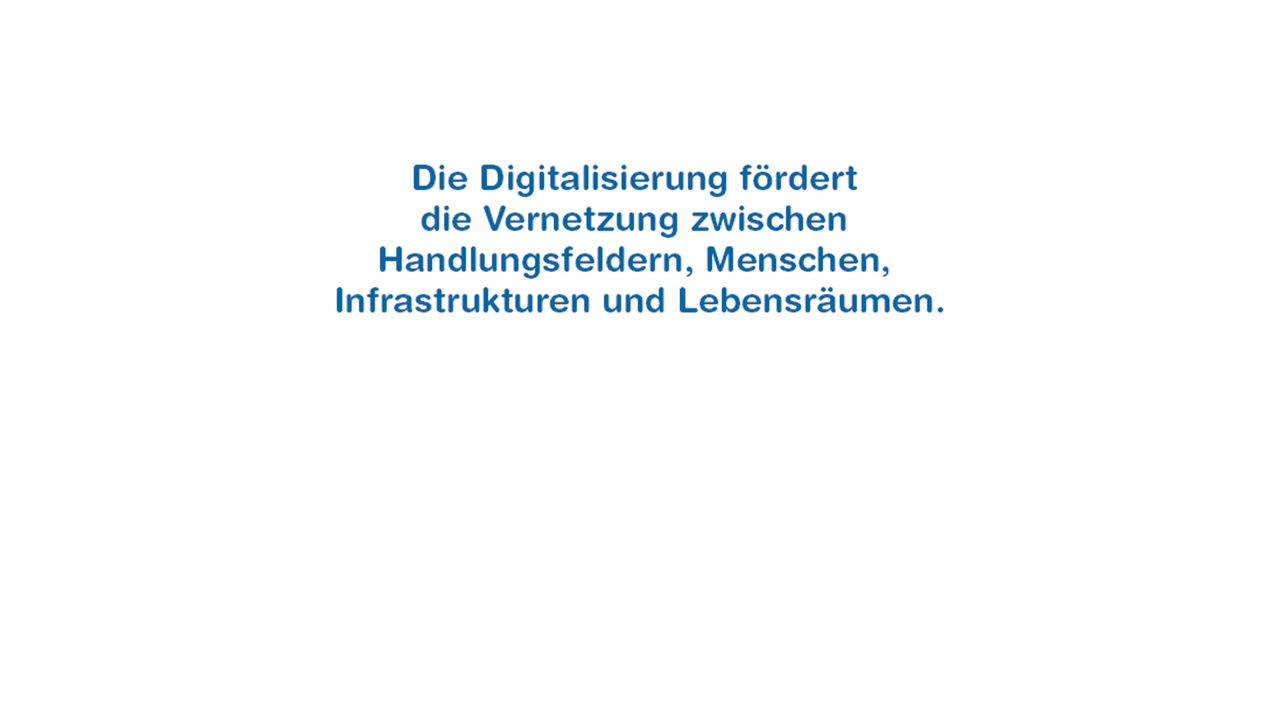 Die Digitalisierung fördert
die Vernetzung zwischen
Handlungsfeldern, Menschen,
Infrastrukturen und Lebensräumen.